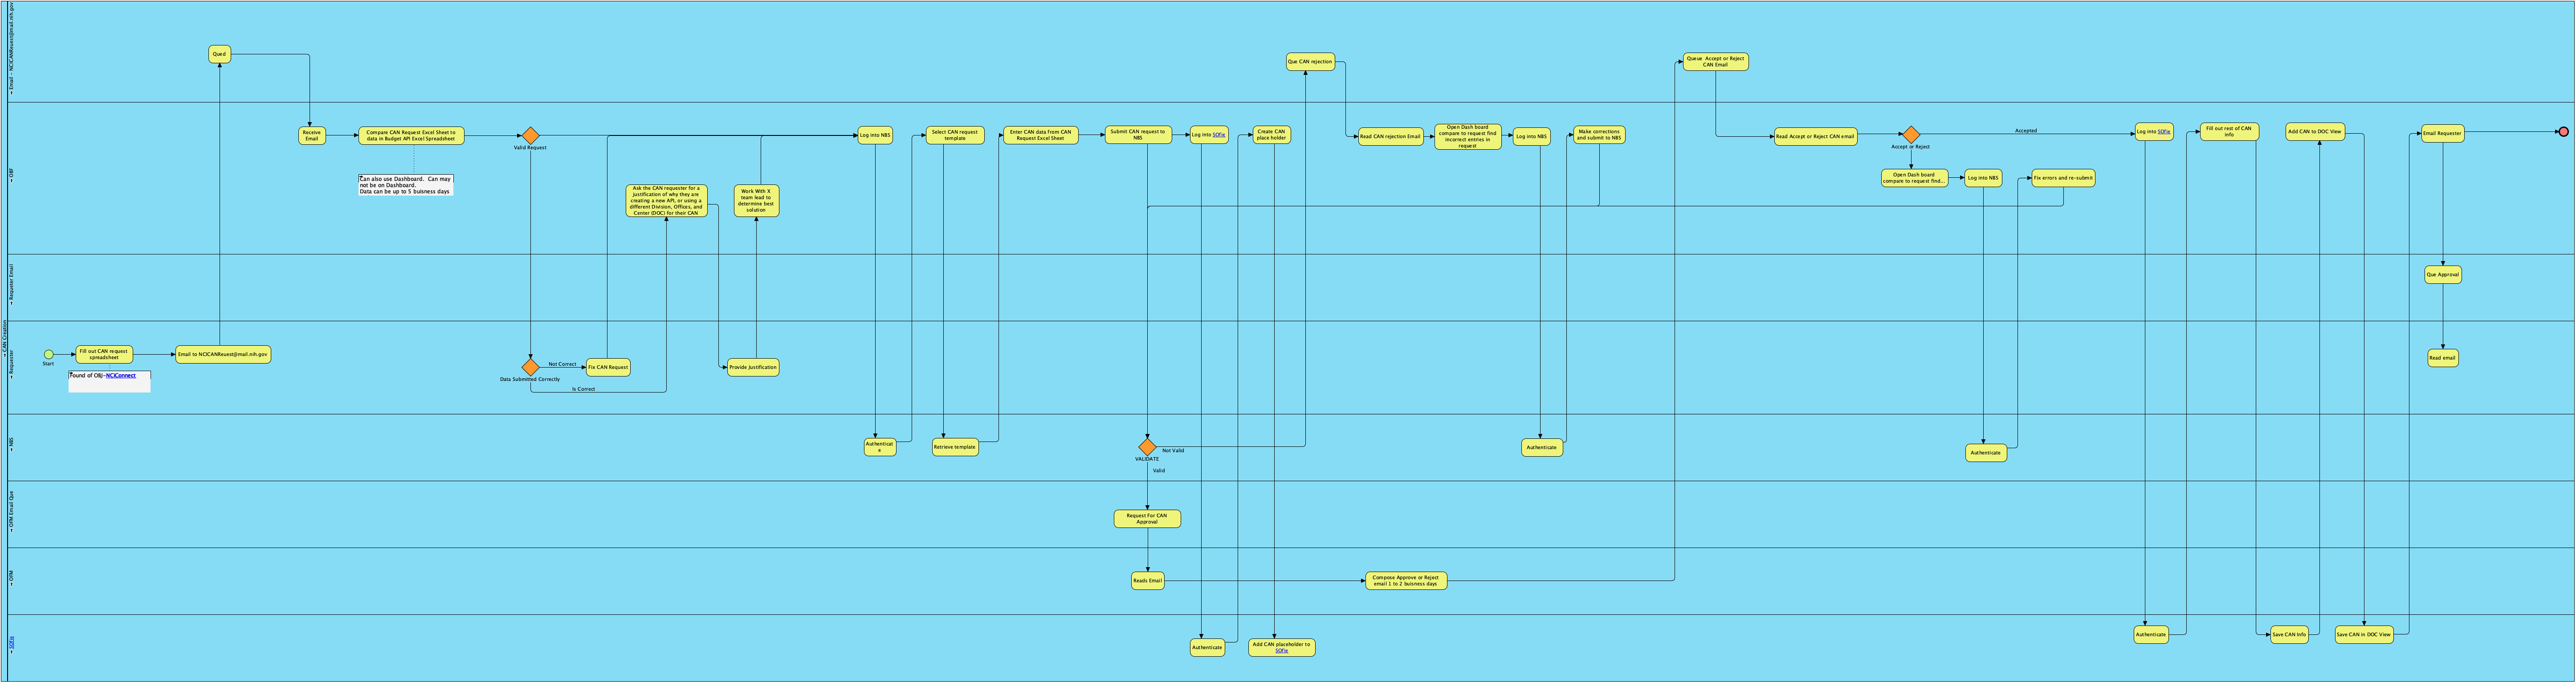 CAN Creation
Email - NCICANReuest@mail.nih.gov
Qued
Que CAN rejection
Queue Accept or Reject
CAN Email
OBF
Receive
Email
Compare CAN Request Excel Sheet to
data in Budget API Excel Spreadsheet
Can also use Dashboard. Can may
not be on Dashboard.
Data can be up to 5 buisness days
Valid Request
Ask the CAN requester for a
justification of why they are
creating a new API, or using a
different Division, Offices, and
Center (DOC) for their CAN
Work With X
team lead to
determine best
solution
Log into NBS
Select CAN request
template
Enter CAN data from CAN
Request Excel Sheet
Submit CAN request to
NBS
Log into SOFie
Create CAN
place holder
Read CAN rejection Email
Open Dash board
compare to request find
incorrect entries in
request
Log into NBS
Make corrections
and submit to NBS
Read Accept or Reject CAN email
Accept or Reject
Accepted
Open Dash board
compare to request find...
Log into NBS
Fix errors and re-submit
Log into SOFie
Fill out rest of CAN
info
Add CAN to DOC View
Email Requester
Requeter Email
Que Approval
Requester
Start
Fill out CAN request
spreadsheet
Found of OBJ-NCIConnect
Email to NCICANReuest@mail.nih.gov
Data Submitted Correctly
Not Correct
Is Correct
Fix CAN Request
Provide Justification
Read email
NBS
Authenticat
e
Retrieve template
VALIDATE
Not Valid
Valid
Authenticate
Authenticate
OFM Email Que
Request For CAN
Approval
OFM
Reads Email
Compose Approve or Reject
email 1 to 2 buisness days
SOFie
Authenticate
Add CAN placeholder to
SOFie
Authenticate
Save CAN Info
Save CAN in DOC View